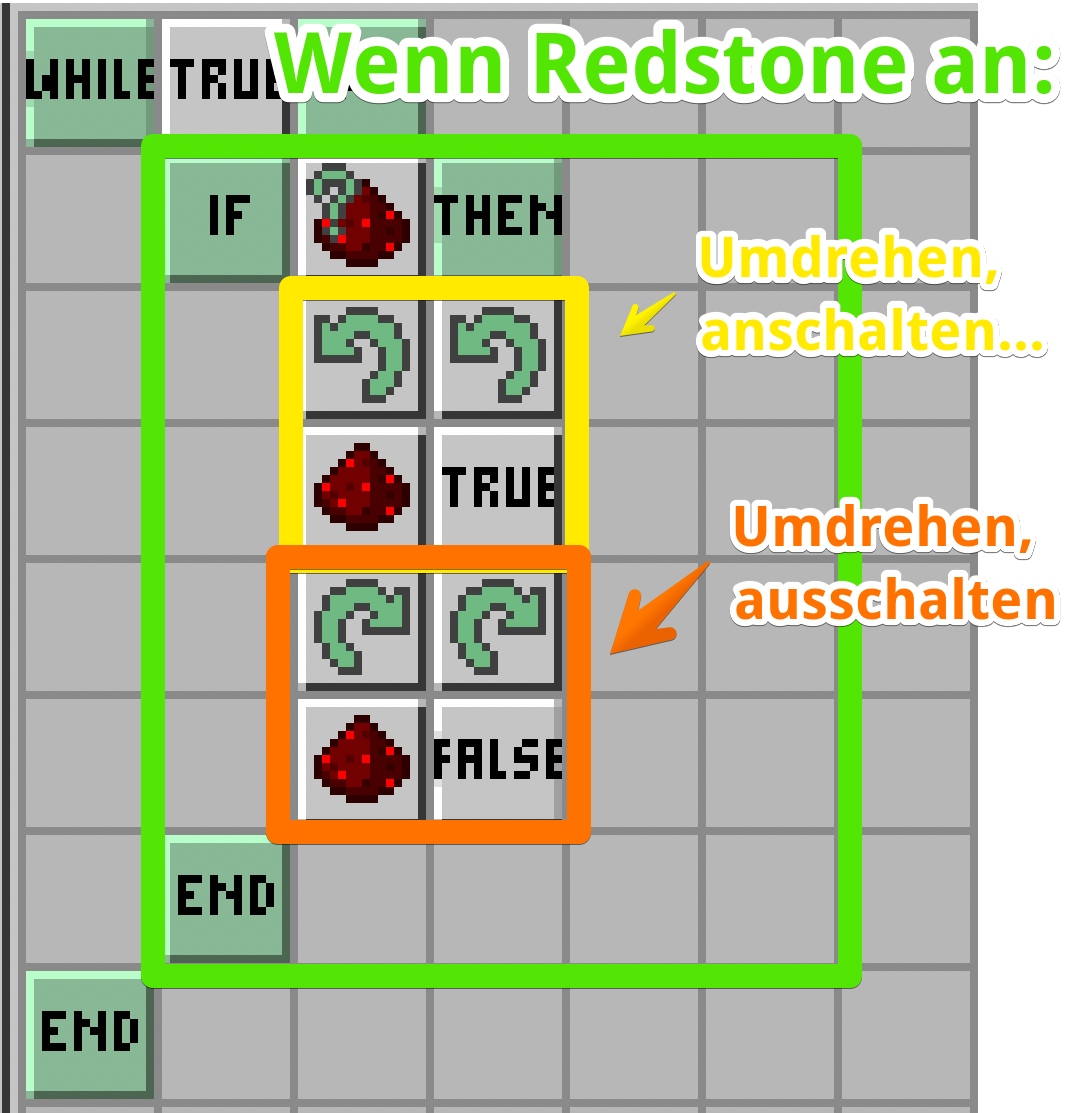 Wenn Redstone an:
WHILE TRUE
IF THEN
Umdrehen,
anschalten...
TRUE
Umdrehen,
ausschalten
FALSE
END
END